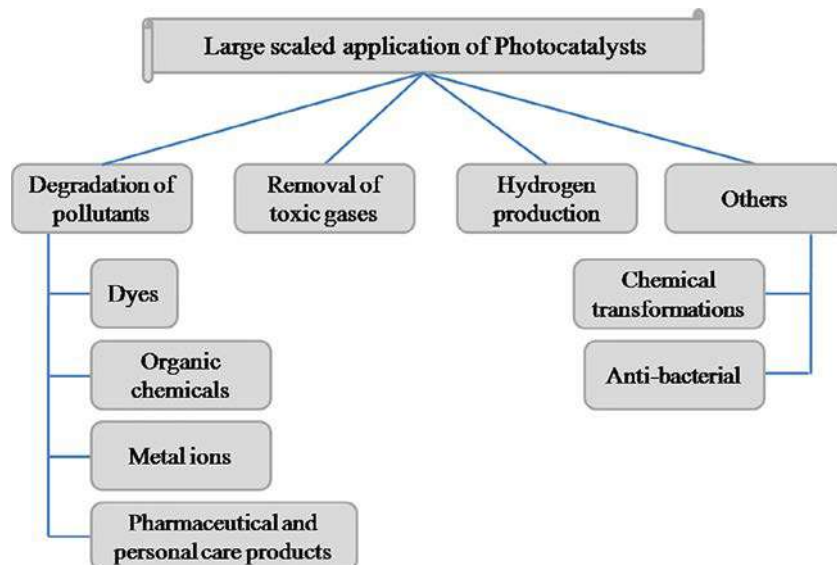 Large scaled application of Photocatalysts
Degradation of
pollutants
Removal of
toxic gases
Hydrogen
production
Others
Dyes
Organic
chemicals
Metal ions
Pharmaceutical and
personal care products
Chemical
transformations
Anti-bacterial